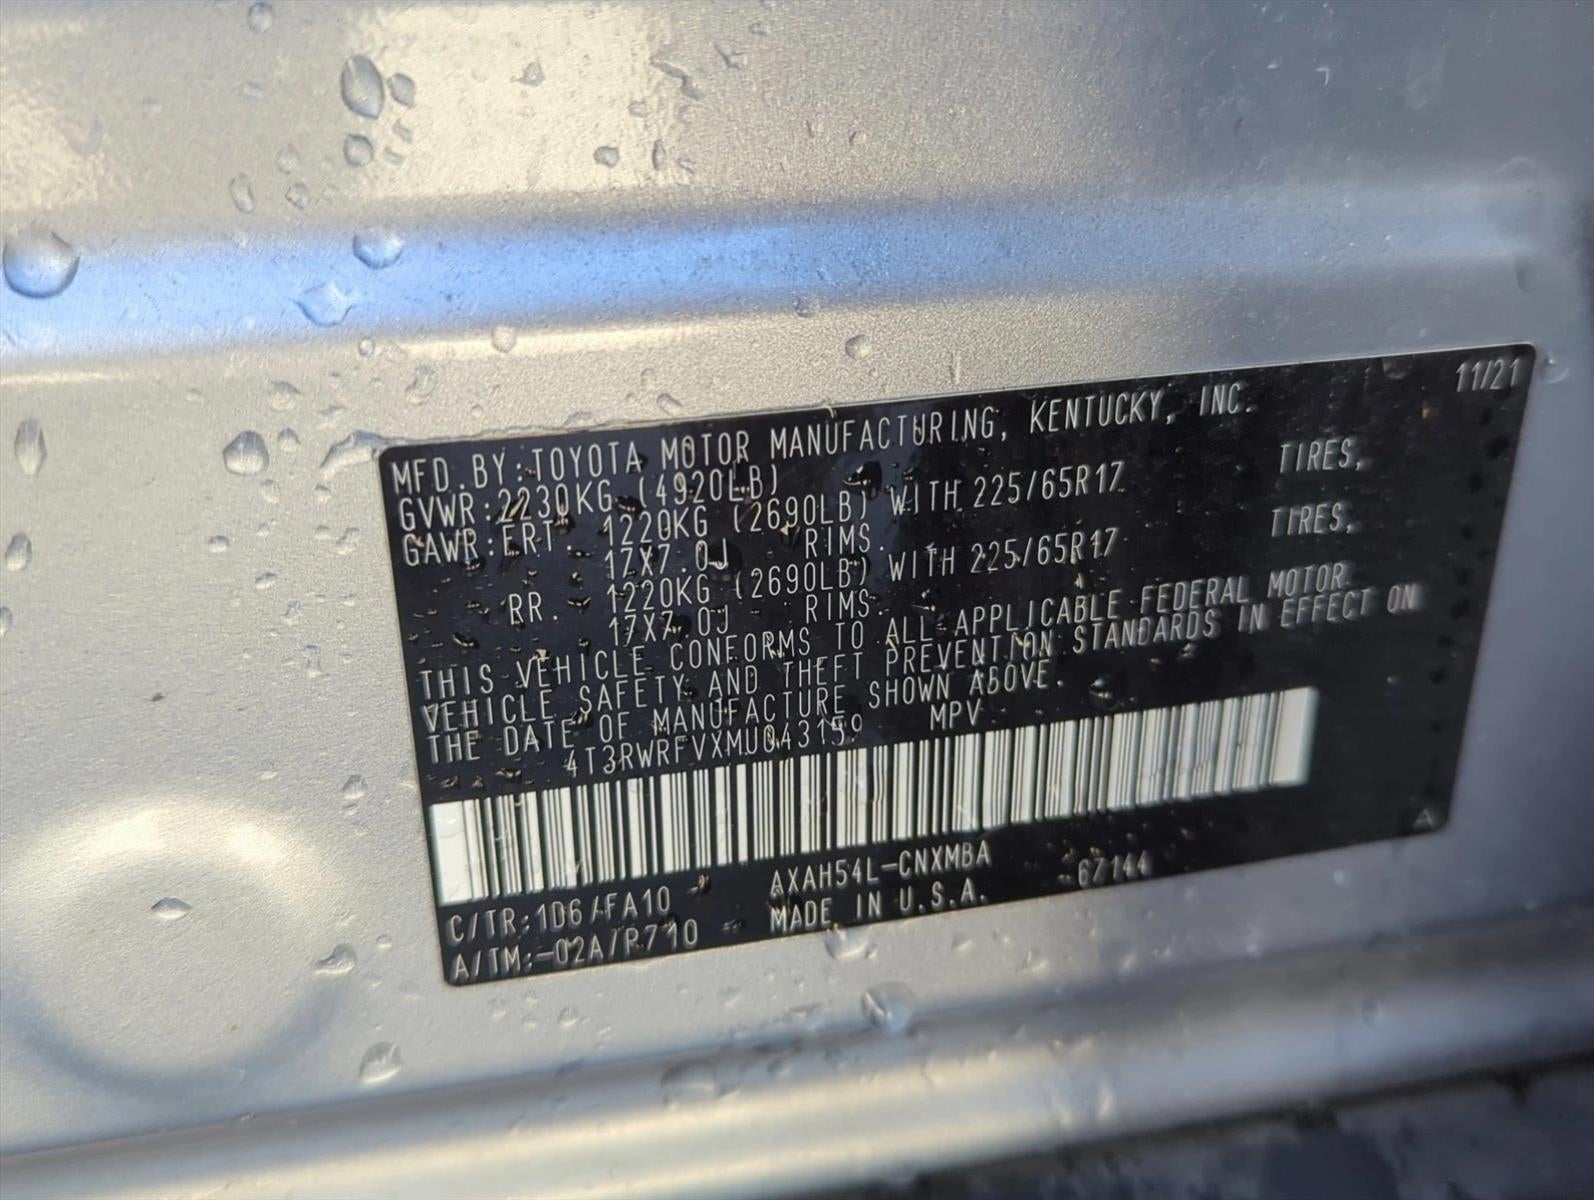 11/21
MFD.BY:TOYOTA MOTOR MANUFACTURING, KENTUCKY, INC.
GVWR:2230KG (4920LB)
GAWR:FRT. 1220KG (2690LB) WITH 225/65R17 TIRES,
17X7.0J RIMS.
RR. 1220KG (2690LB) WITH 225/65R17 TIRES,
17X7.0J RIMS.
THIS VEHICLE CONFORMS TO ALL APPLICABLE FEDERAL MOTOR
VEHICLE SAFETY AND THEFT PREVENTION STANDARDS IN EFFECT ON
THE DATE OF MANUFACTURE SHOWN ABOVE.
4T3RWRFVXMU043159 MPV
C/TR:1D6/FA10 AXAH54L-CNXMBA 67144
A/TM:-02A/P710 MADE IN U.S.A.
A